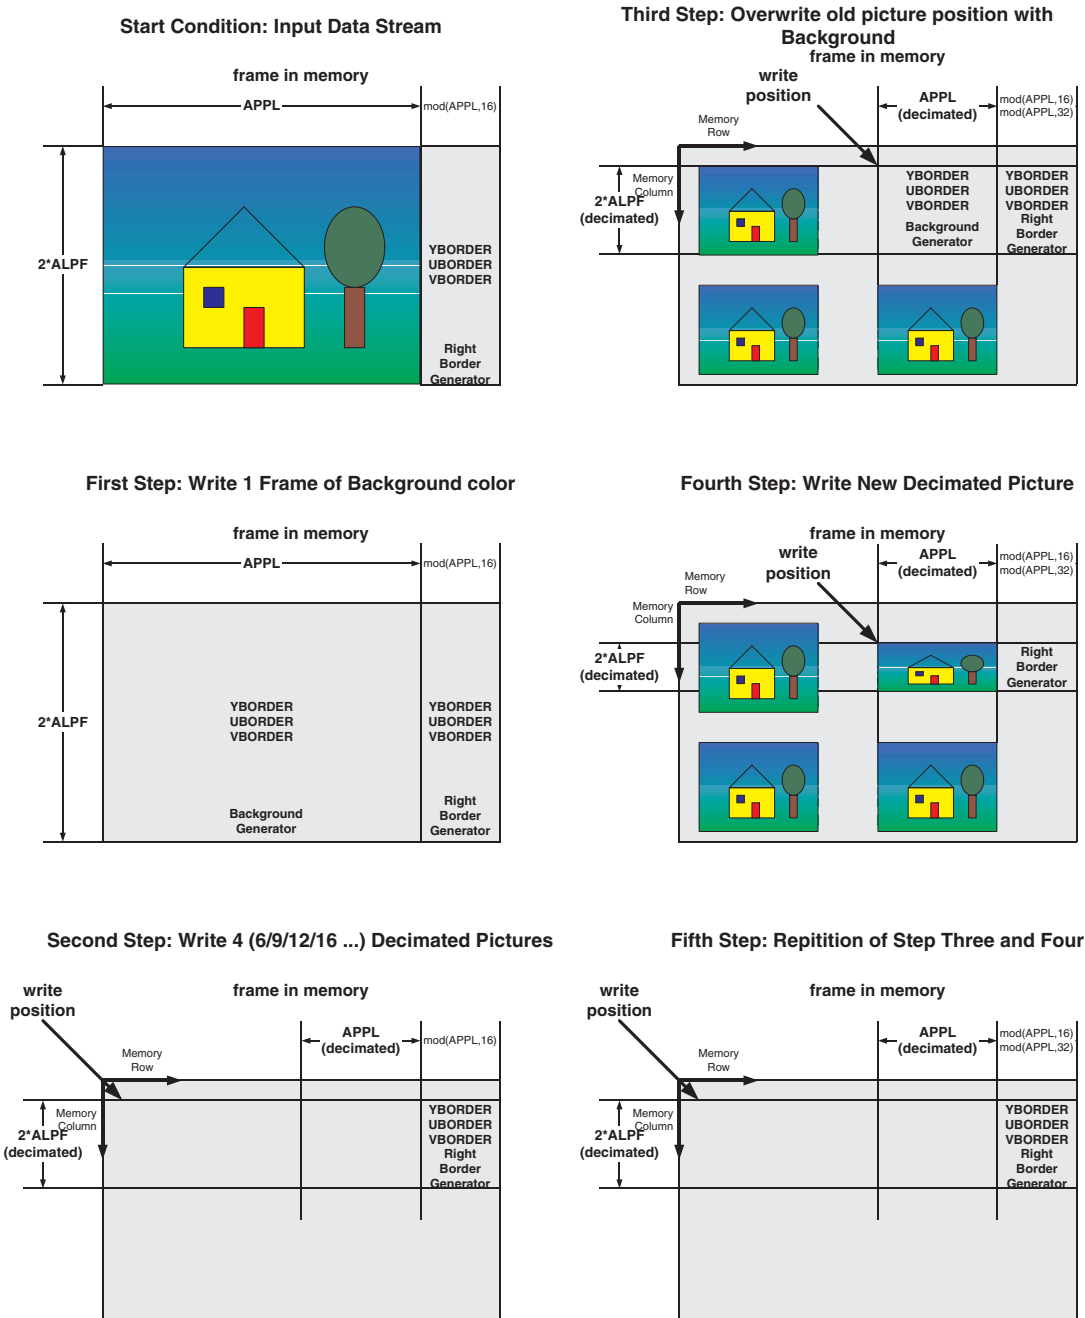 Start Condition: Input Data Stream
frame in memory
APPL
mod(APPL,16)
2*ALPF
YBORDER
UBORDER
VBORDER
Right
Border
Generator
First Step: Write 1 Frame of Background color
frame in memory
APPL
mod(APPL,16)
2*ALPF
YBORDER
UBORDER
VBORDER
YBORDER
UBORDER
VBORDER
Background
Generator
Right
Border
Generator
Second Step: Write 4 (6/9/12/16 ...) Decimated Pictures
write
position
frame in memory
APPL
(decimated)
mod(APPL,16)
Memory
Row
Memory
Column
2*ALPF
(decimated)
YBORDER
UBORDER
VBORDER
Right
Border
Generator
Third Step: Overwrite old picture position with
Background
frame in memory
write
position
APPL
(decimated)
mod(APPL,16)
mod(APPL,32)
Memory
Row
Memory
Column
2*ALPF
(decimated)
YBORDER
UBORDER
VBORDER
Background
Generator
YBORDER
UBORDER
VBORDER
Right
Border
Generator
Fourth Step: Write New Decimated Picture
frame in memory
write
position
APPL
(decimated)
mod(APPL,16)
mod(APPL,32)
Memory
Row
Memory
Column
2*ALPF
(decimated)
Right
Border
Generator
Fifth Step: Repitition of Step Three and Four
write
position
frame in memory
APPL
(decimated)
mod(APPL,16)
mod(APPL,32)
Memory
Row
Memory
Column
2*ALPF
(decimated)
YBORDER
UBORDER
VBORDER
Right
Border
Generator